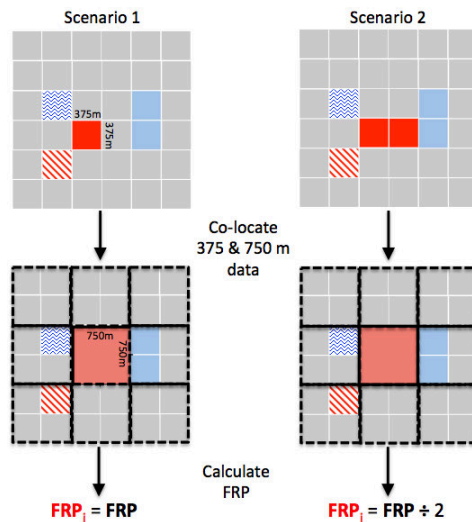 Scenario 1
Scenario 2
375m
375m
Co-locate
375 & 750 m
data
750m
750m
Calculate
FRP
FRPi = FRP
FRPi = FRP ÷ 2